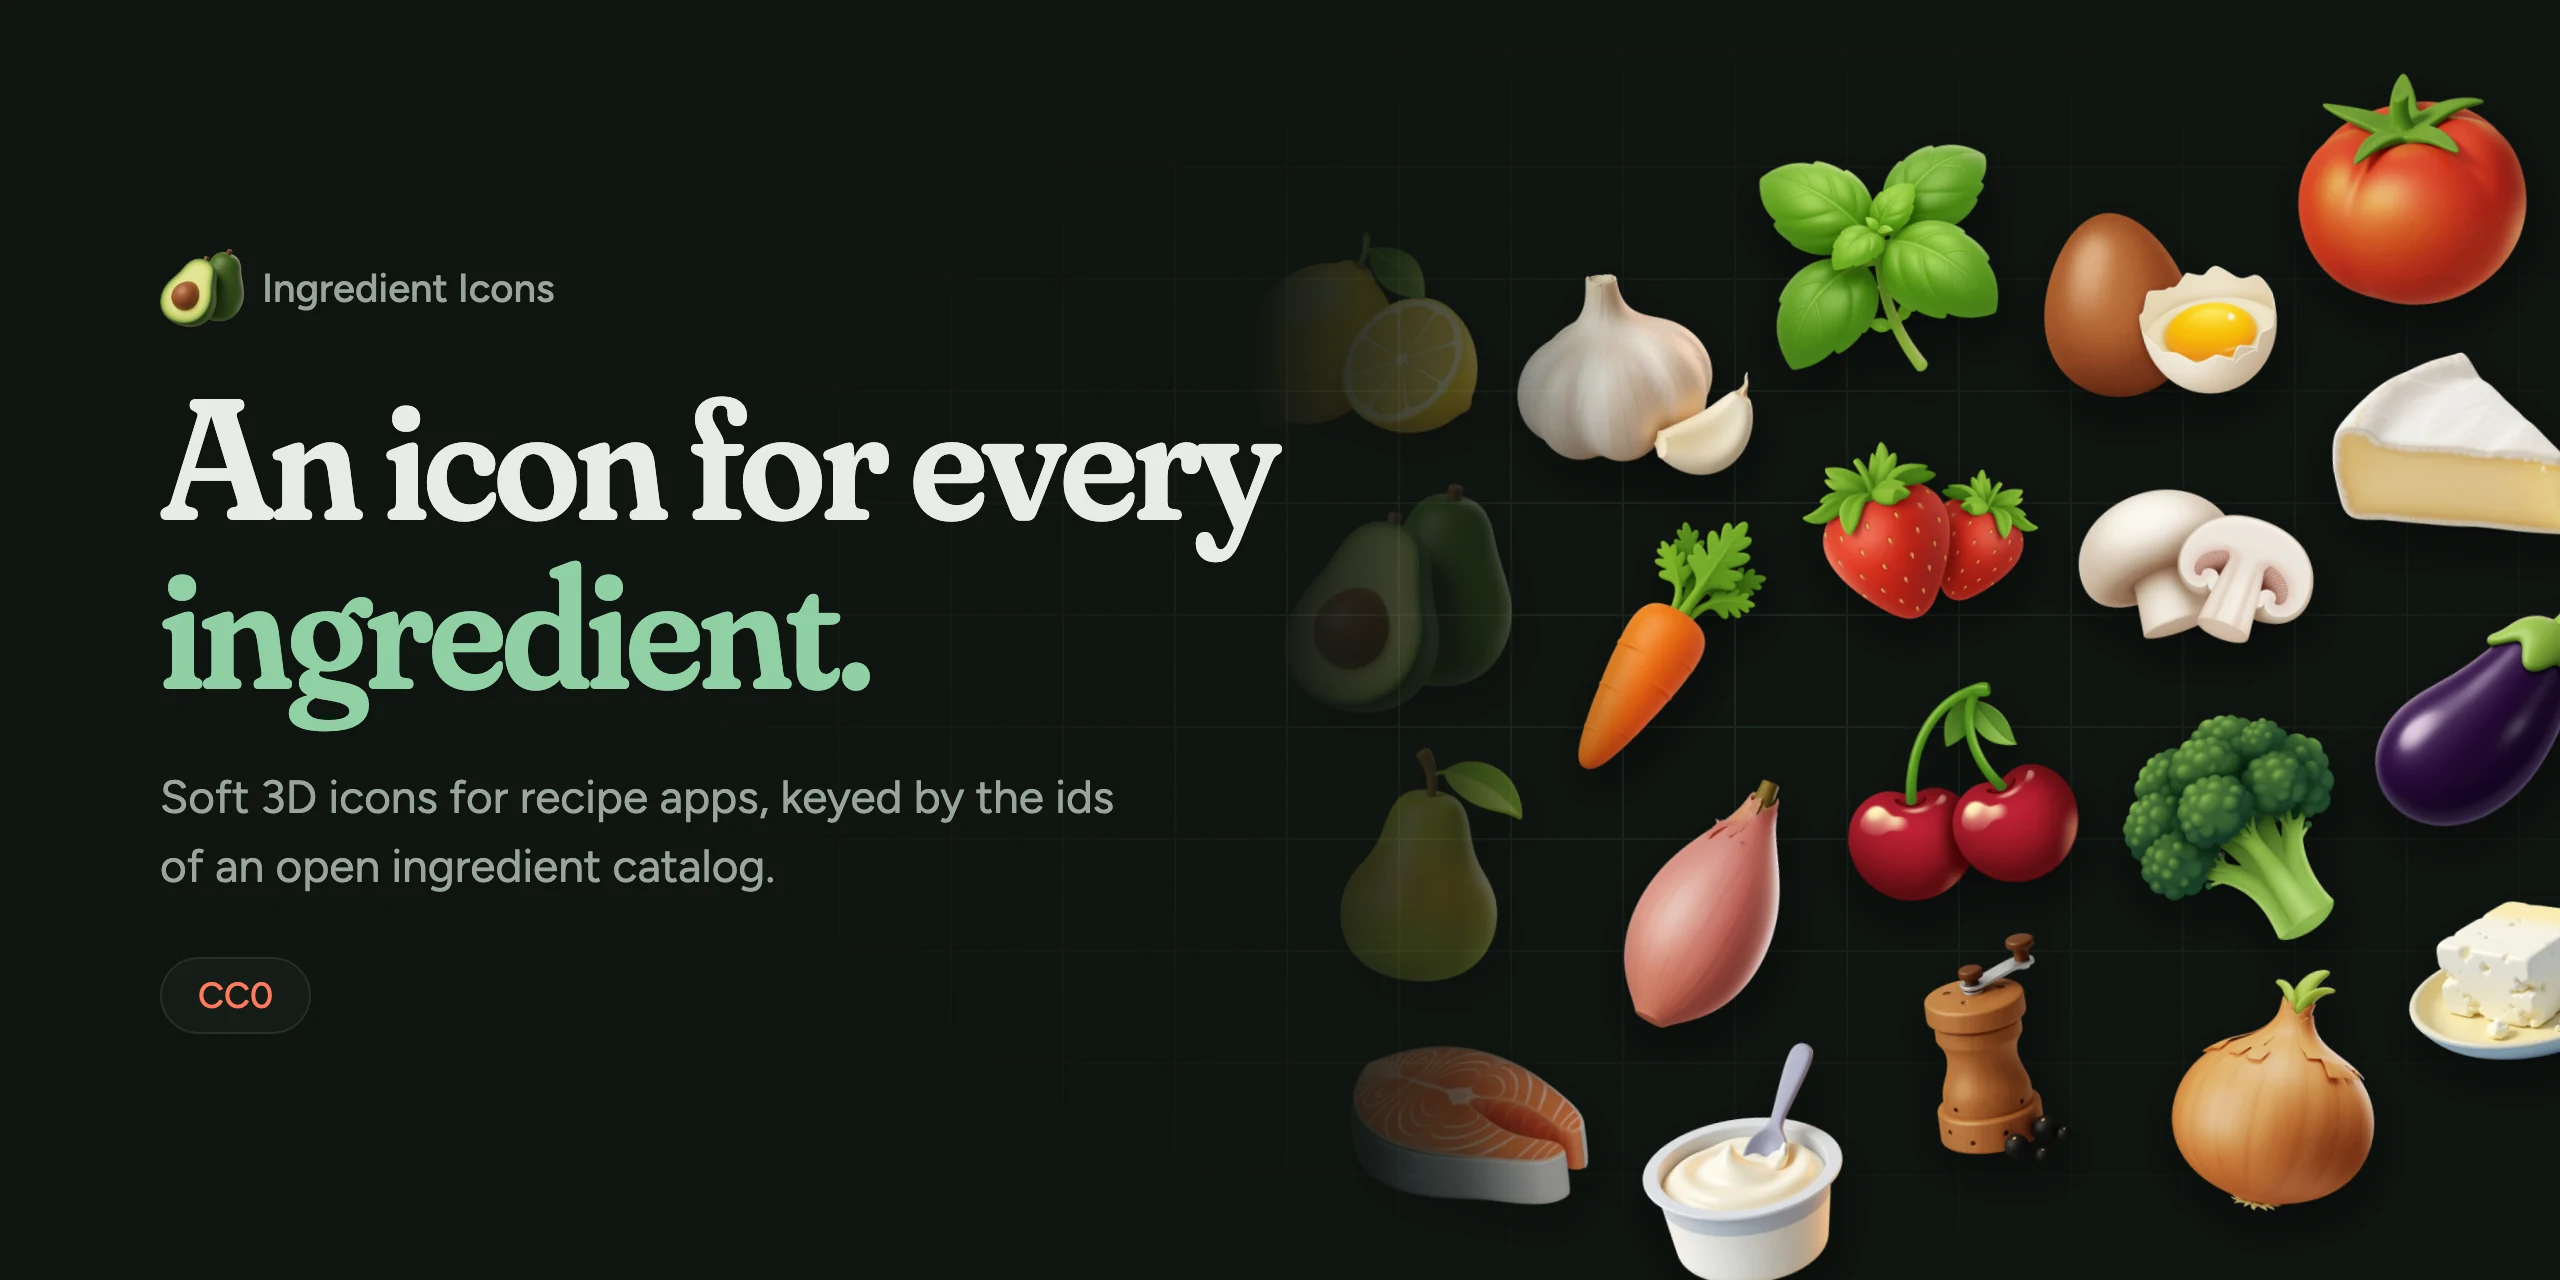 Ingredient Icons
An icon for every
ingredient.
Soft 3D icons for recipe apps, keyed by the ids
of an open ingredient catalog.
CC0